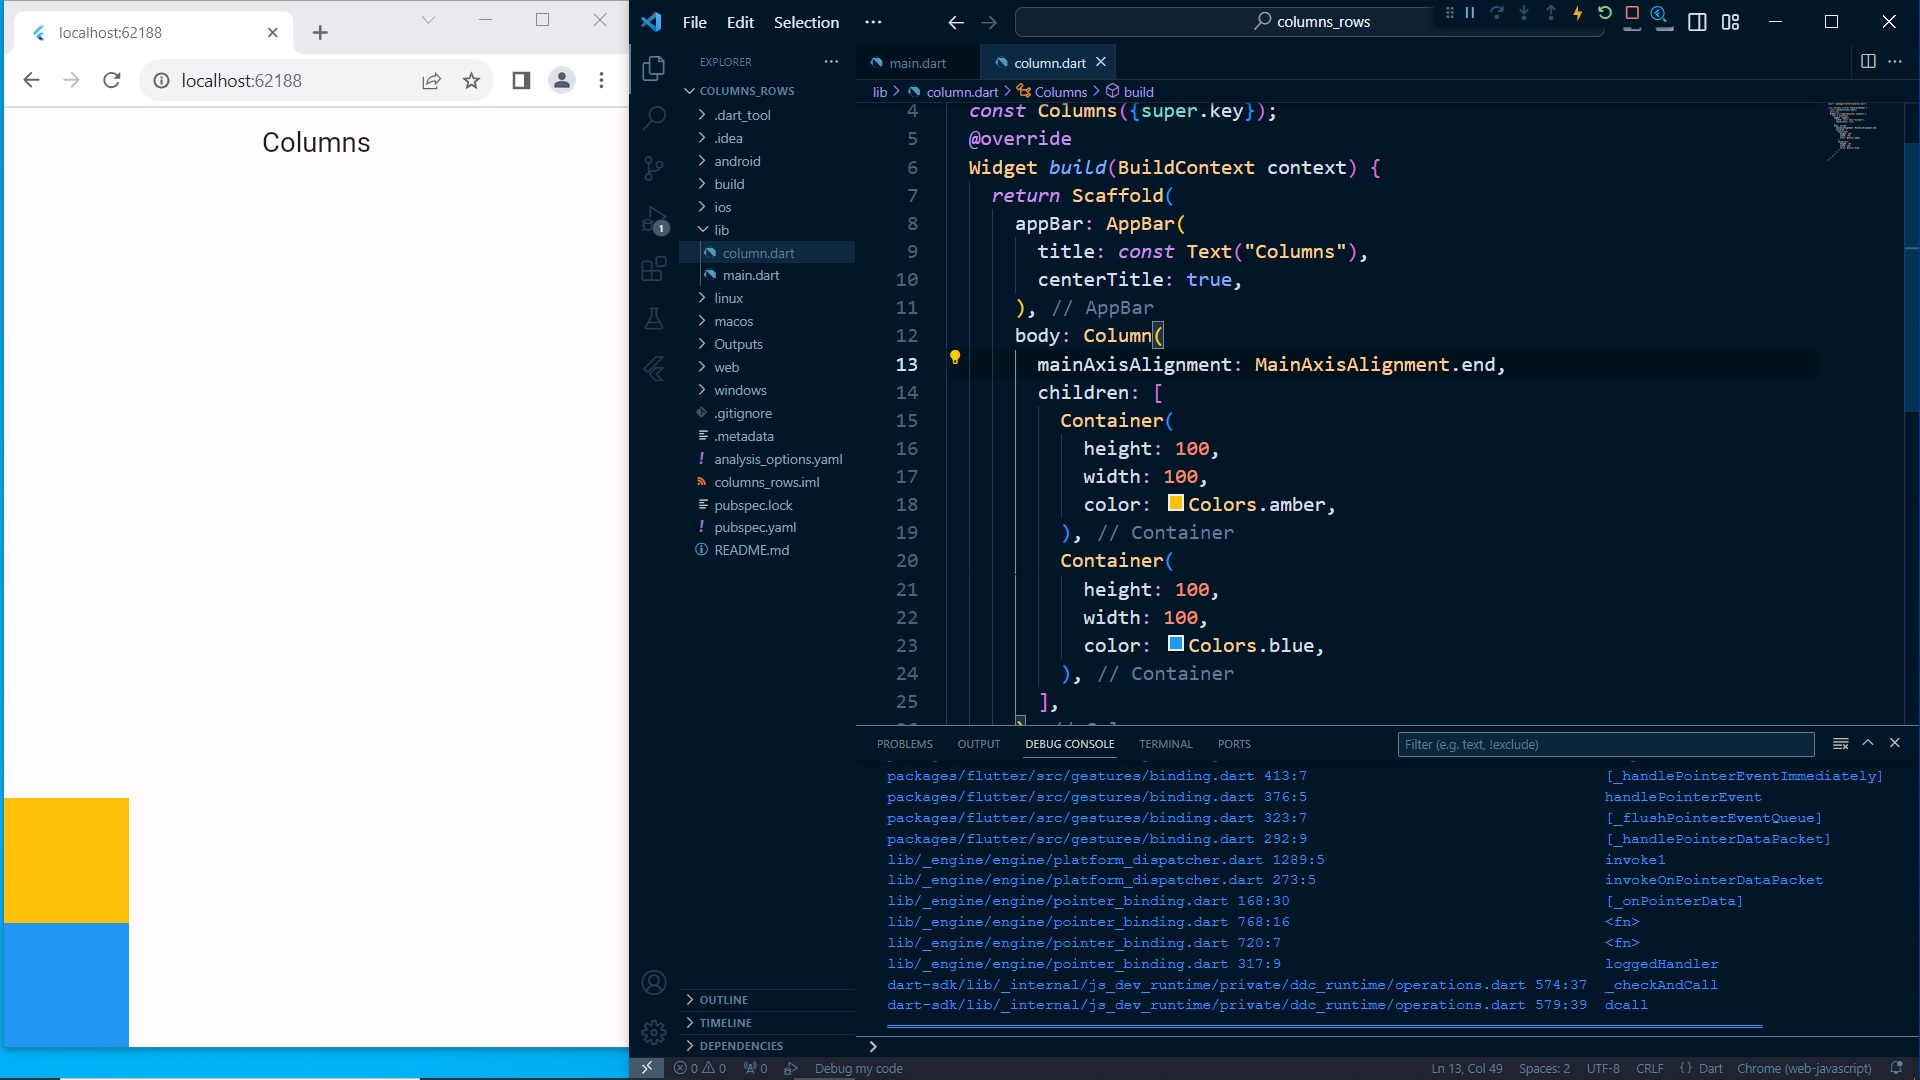 localhost:62188
localhost:62188
Columns
File Edit Selection
columns_rows
EXPLORER
COLUMNS_ROWS
.dart_tool
.idea
android
build
ios
lib
column.dart
main.dart
linux
macos
Outputs
web
windows
.gitignore
.metadata
analysis_options.yaml
columns_rows.iml
pubspec.lock
pubspec.yaml
README.md
OUTLINE
TIMELINE
DEPENDENCIES
1
main.dart column.dart
lib > column.dart > Columns > build
4 const Columns({super.key});
5 @override
6 Widget build(BuildContext context) {
7 return Scaffold(
8 appBar: AppBar(
9 title: const Text("Columns"),
10 centerTitle: true,
11 ), // AppBar
12 body: Column(
13 mainAxisAlignment: MainAxisAlignment.end,
14 children: [
15 Container(
16 height: 100,
17 width: 100,
18 color: Colors.amber,
19 ), // Container
20 Container(
21 height: 100,
22 width: 100,
23 color: Colors.blue,
24 ), // Container
25 ],
PROBLEMS OUTPUT DEBUG CONSOLE TERMINAL PORTS Filter (e.g. text, !exclude)
packages/flutter/src/gestures/binding.dart 413:7 [_handlePointerEventImmediately]
packages/flutter/src/gestures/binding.dart 376:5 handlePointerEvent
packages/flutter/src/gestures/binding.dart 323:7 [_flushPointerEventQueue]
packages/flutter/src/gestures/binding.dart 292:9 [_handlePointerDataPacket]
lib/_engine/engine/platform_dispatcher.dart 1289:5 invoke1
lib/_engine/engine/platform_dispatcher.dart 273:5 invokeOnPointerDataPacket
lib/_engine/engine/pointer_binding.dart 168:30 [_onPointerData]
lib/_engine/engine/pointer_binding.dart 768:16 <fn>
lib/_engine/engine/pointer_binding.dart 720:7 <fn>
lib/_engine/engine/pointer_binding.dart 317:9 loggedHandler
dart-sdk/lib/_internal/js_dev_runtime/private/ddc_runtime/operations.dart 574:37 _checkAndCall
dart-sdk/lib/_internal/js_dev_runtime/private/ddc_runtime/operations.dart 579:39 dcall
0 0 0 Debug my code Ln 13, Col 49 Spaces: 2 UTF-8 CRLF {} Dart Chrome (web-javascript)